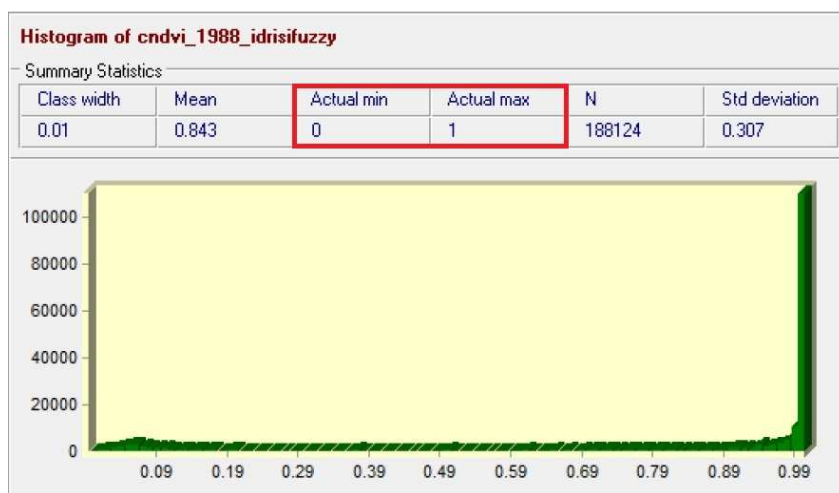 Histogram of cndvi_1988_idrisifuzzy
Summary Statistics
Class width Mean Actual min Actual max N Std deviation
0.01 0.843 0 1 188124 0.307
100000
80000
60000
40000
20000
0
0.09 0.19 0.29 0.39 0.49 0.59 0.69 0.79 0.89 0.99